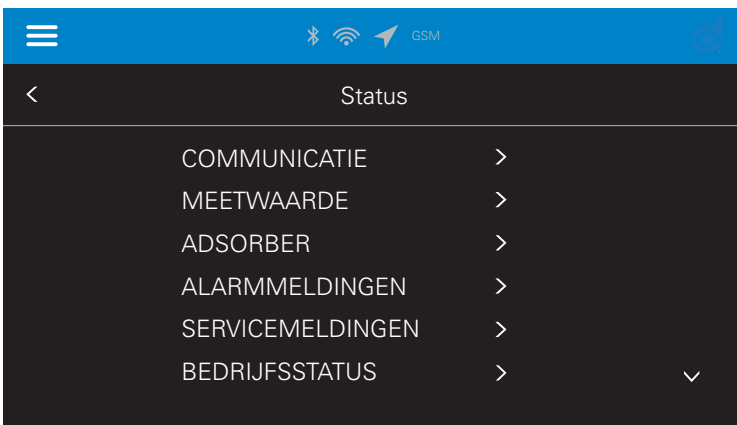 GSM
Status
COMMUNICATIE
MEETWAARDE
ADSORBER
ALARMMELDINGEN
SERVICEMELDINGEN
BEDRIJFSSTATUS